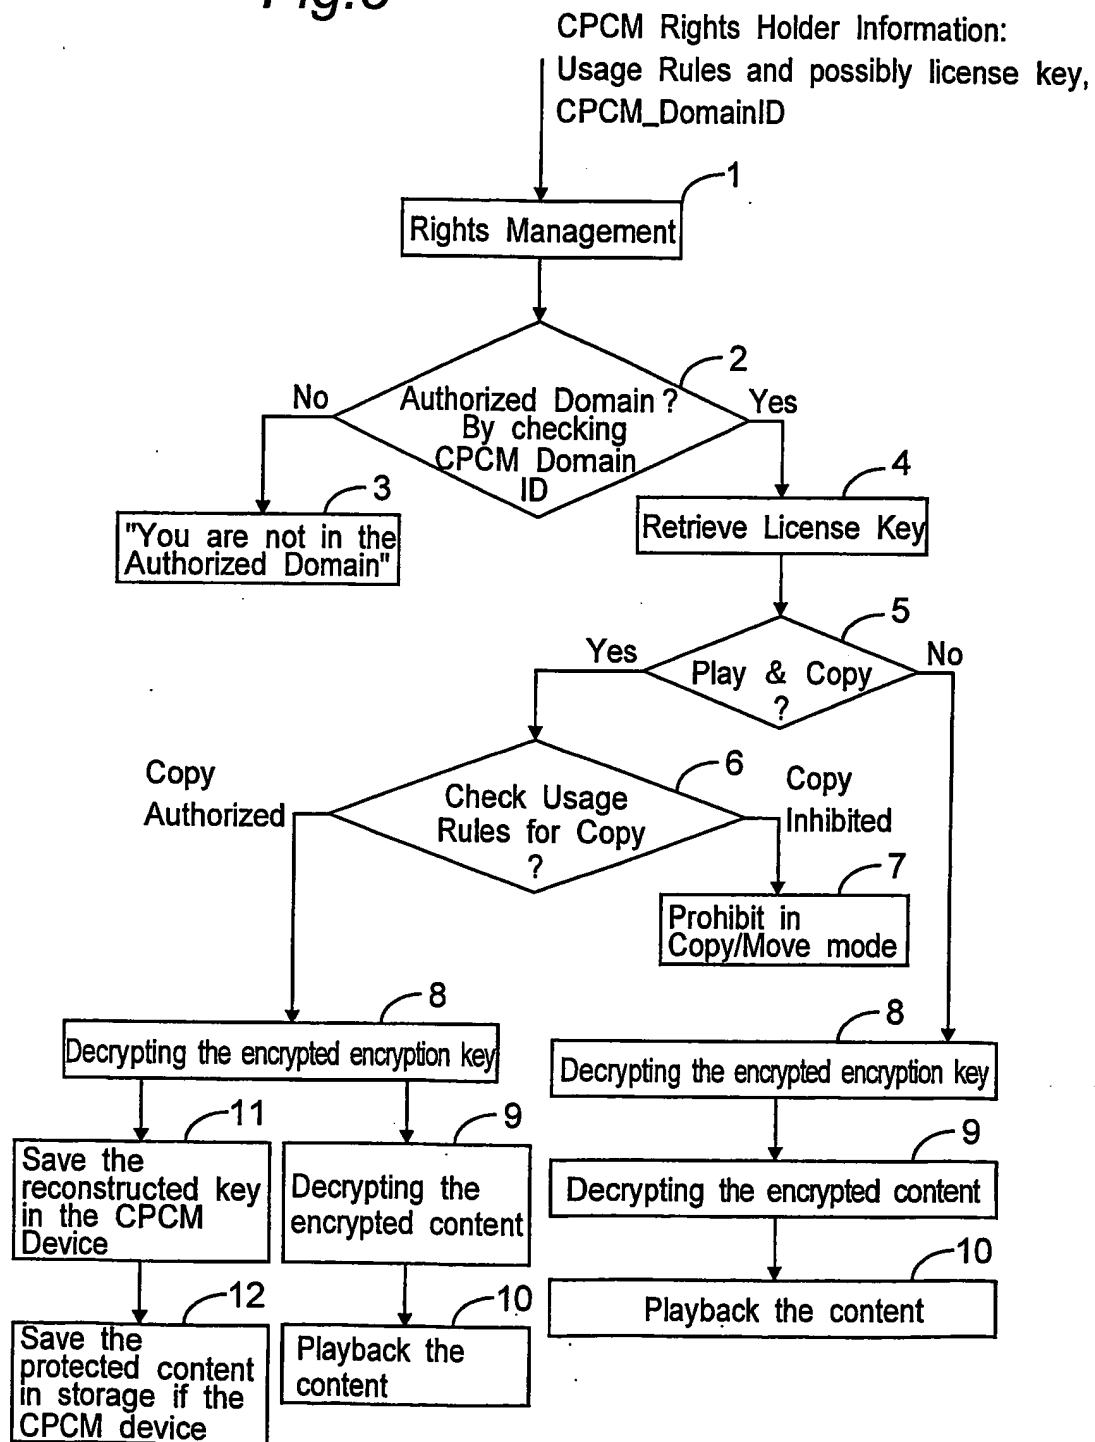 CPCM Rights Holder Information:
Usage Rules and possibly license key,
CPCM_DomainID
1
Rights Management
2
Authorized Domain ?
By checking
CPCM Domain
ID
No
Yes
3
"You are not in the
Authorized Domain"
4
Retrieve License Key
5
Play & Copy
?
Yes
No
6
Check Usage
Rules for Copy
?
Copy
Authorized
Copy
Inhibited
7
Prohibit in
Copy/Move mode
8
Decrypting the encrypted encryption key
8
Decrypting the encrypted encryption key
11
Save the
reconstructed key
in the CPCM
Device
9
Decrypting the
encrypted content
9
Decrypting the encrypted content
12
Save the
protected content
in storage if the
CPCM device
10
Playback the
content
10
Playback the content